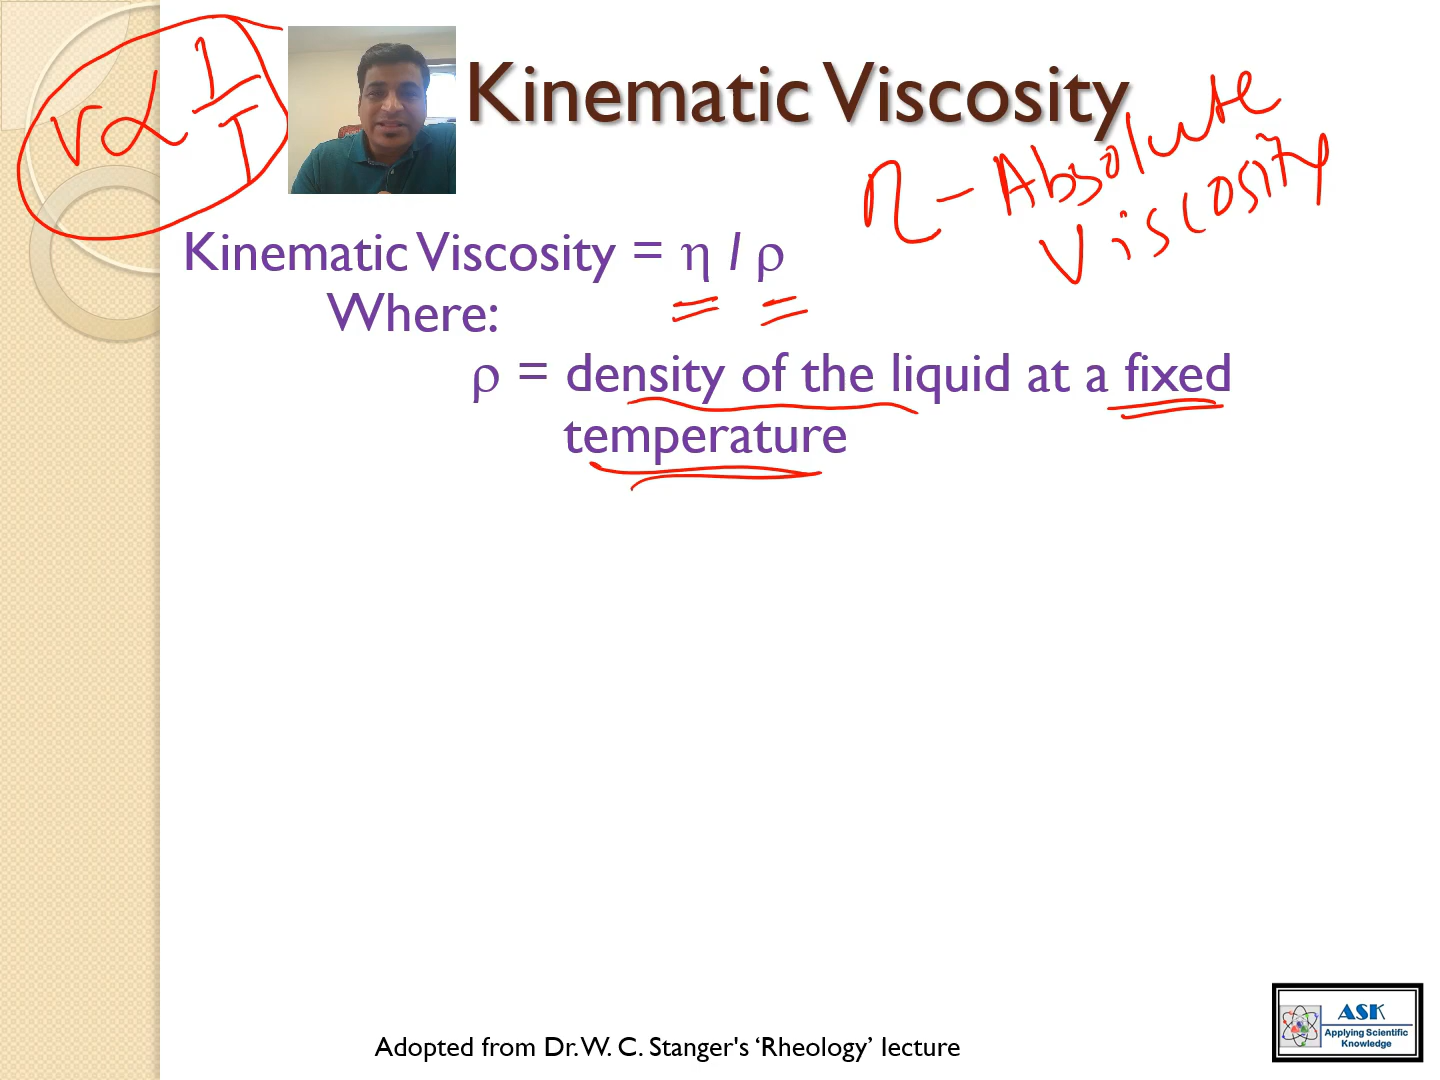 Kinematic Viscosity
V ∝ 1/T
η - Absolute
Viscosity
Kinematic Viscosity = η / ρ
Where:
ρ = density of the liquid at a fixed
temperature
Adopted from Dr. W. C. Stanger's ‘Rheology’ lecture
ASK
Applying Scientific
Knowledge